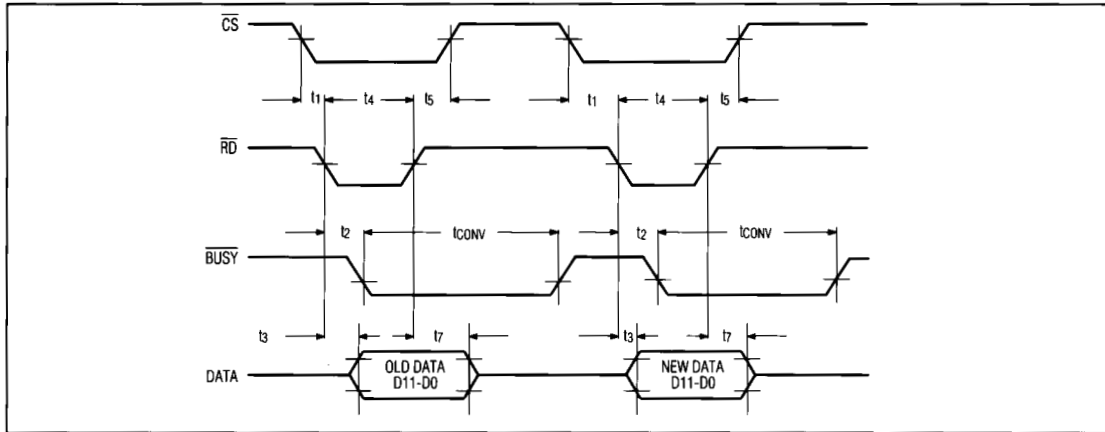 CS
t1 t4 t5 t1 t4 t5
RD
t2 tCONV t2 tCONV
BUSY
t3 t7 t3 t7
DATA
OLD DATA
D11-D0
NEW DATA
D11-D0